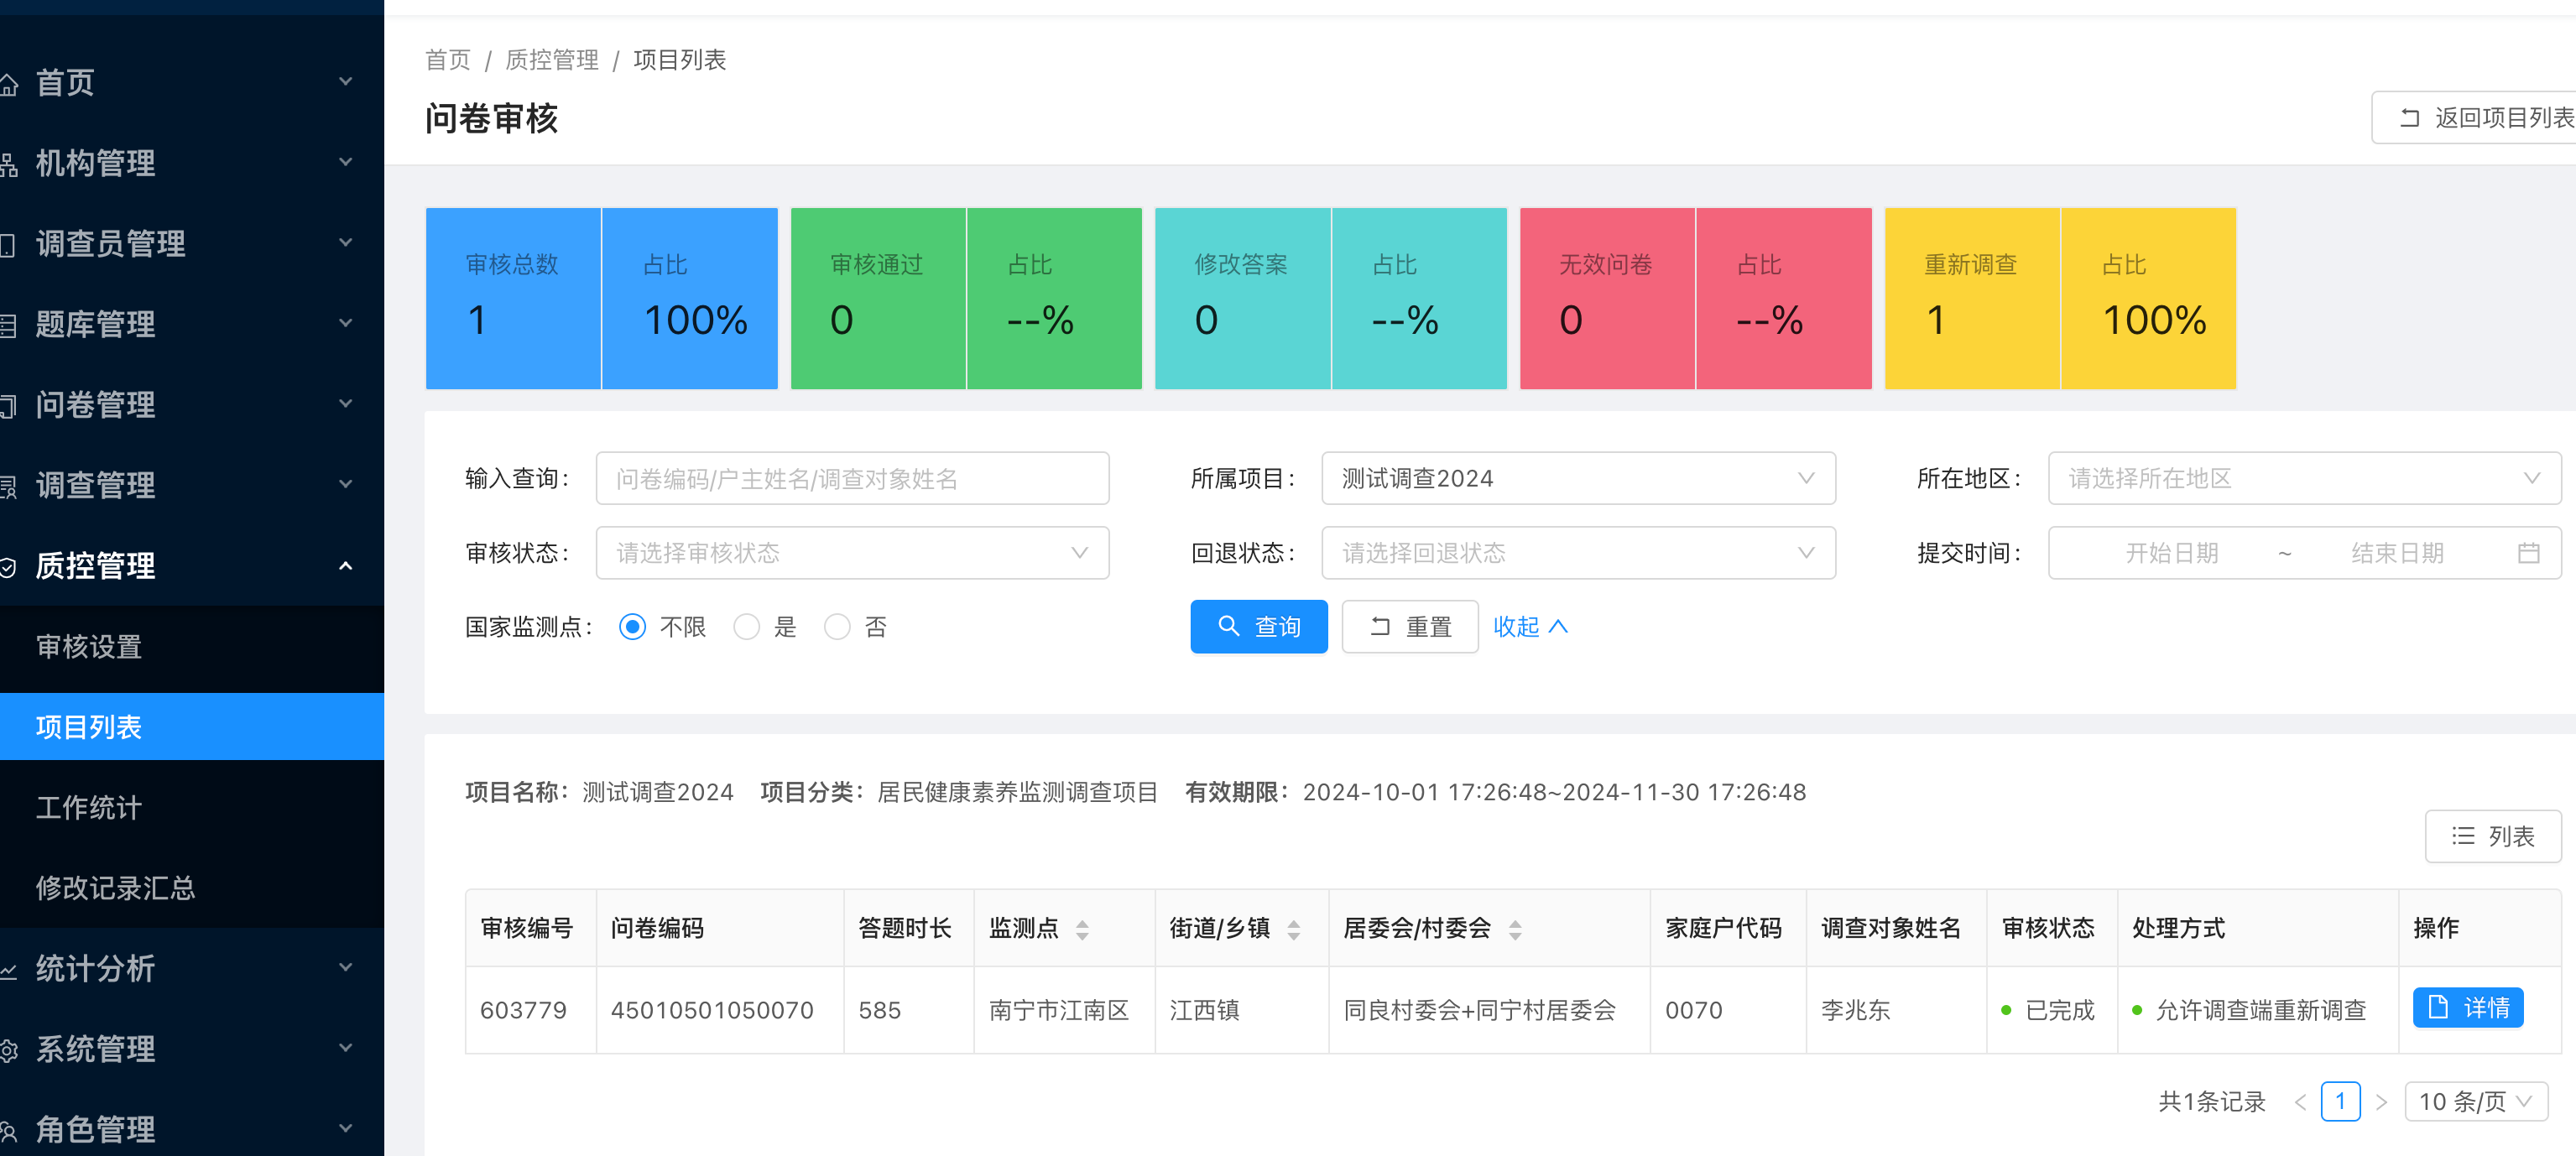 首页
机构管理
调查员管理
题库管理
问卷管理
调查管理
质控管理
审核设置
项目列表
工作统计
修改记录汇总
统计分析
系统管理
角色管理
首页 / 质控管理 / 项目列表
问卷审核
返回项目列表
审核总数 占比 审核通过 占比 修改答案 占比 无效问卷 占比 重新调查 占比
1 100% 0 --% 0 --% 0 --% 1 100%
输入查询: 问卷编码/户主姓名/调查对象姓名 所属项目: 测试调查2024 所在地区: 请选择所在地区
审核状态: 请选择审核状态 回退状态: 请选择回退状态 提交时间: 开始日期 ~ 结束日期
国家监测点: 不限 是 否 查询 重置 收起
项目名称: 测试调查2024 项目分类: 居民健康素养监测调查项目 有效期限: 2024-10-01 17:26:48~2024-11-30 17:26:48
列表
审核编号 问卷编码 答题时长 监测点 街道/乡镇 居委会/村委会 家庭户代码 调查对象姓名 审核状态 处理方式 操作
603779 45010501050070 585 南宁市江南区 江西镇 同良村委会+同宁村居委会 0070 李兆东 已完成 允许调查端重新调查 详情
共1条记录 < 1 > 10 条/页